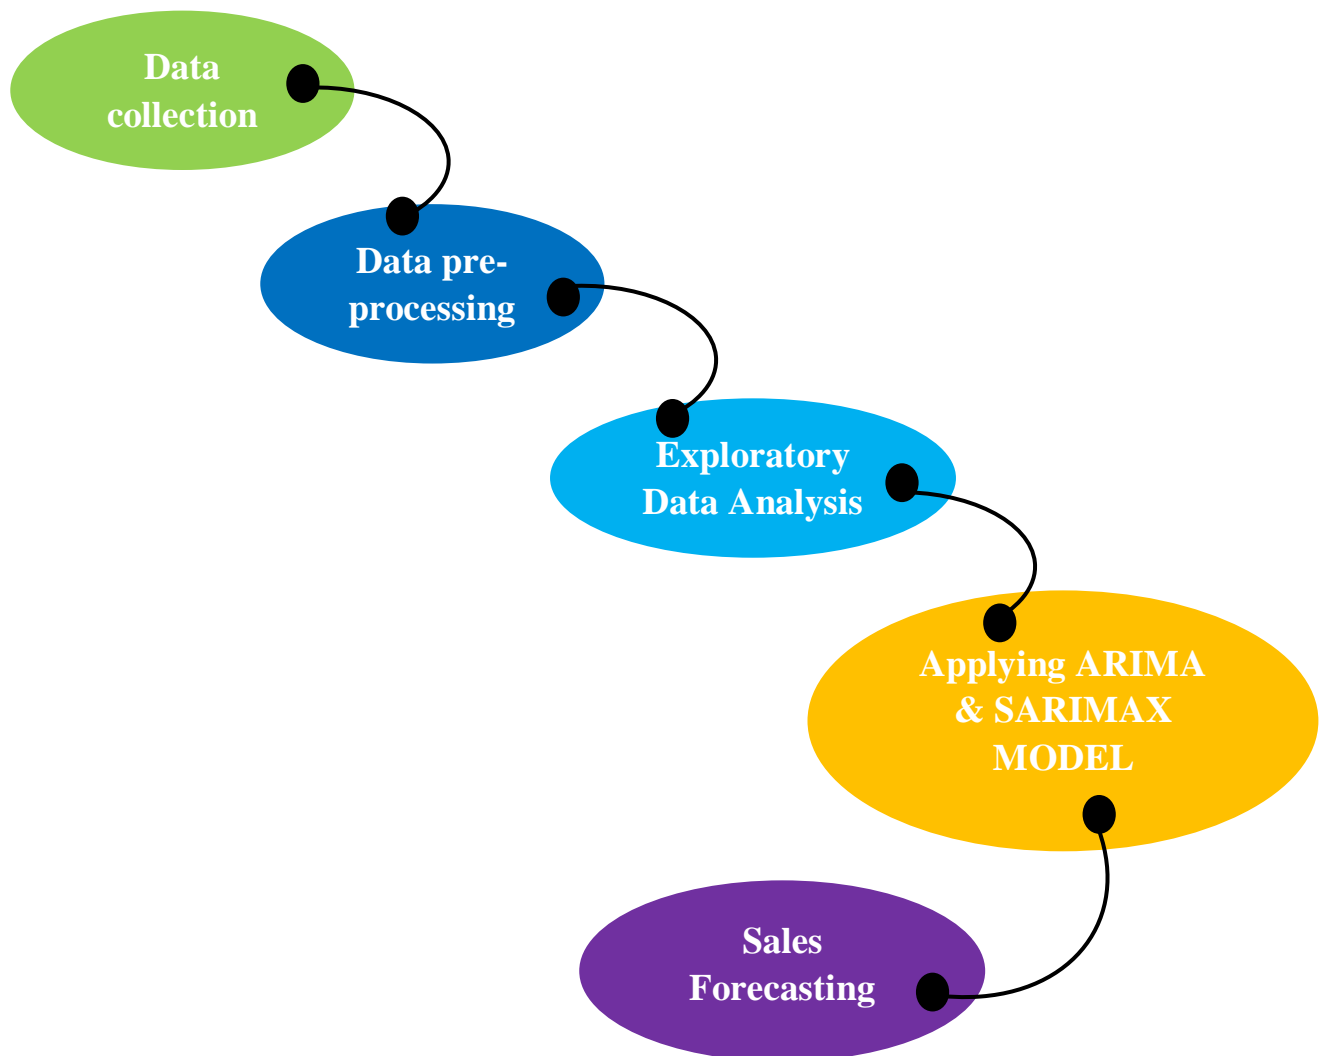 Data
collection
Data pre-
processing
Exploratory
Data Analysis
Applying ARIMA
& SARIMAX
MODEL
Sales
Forecasting